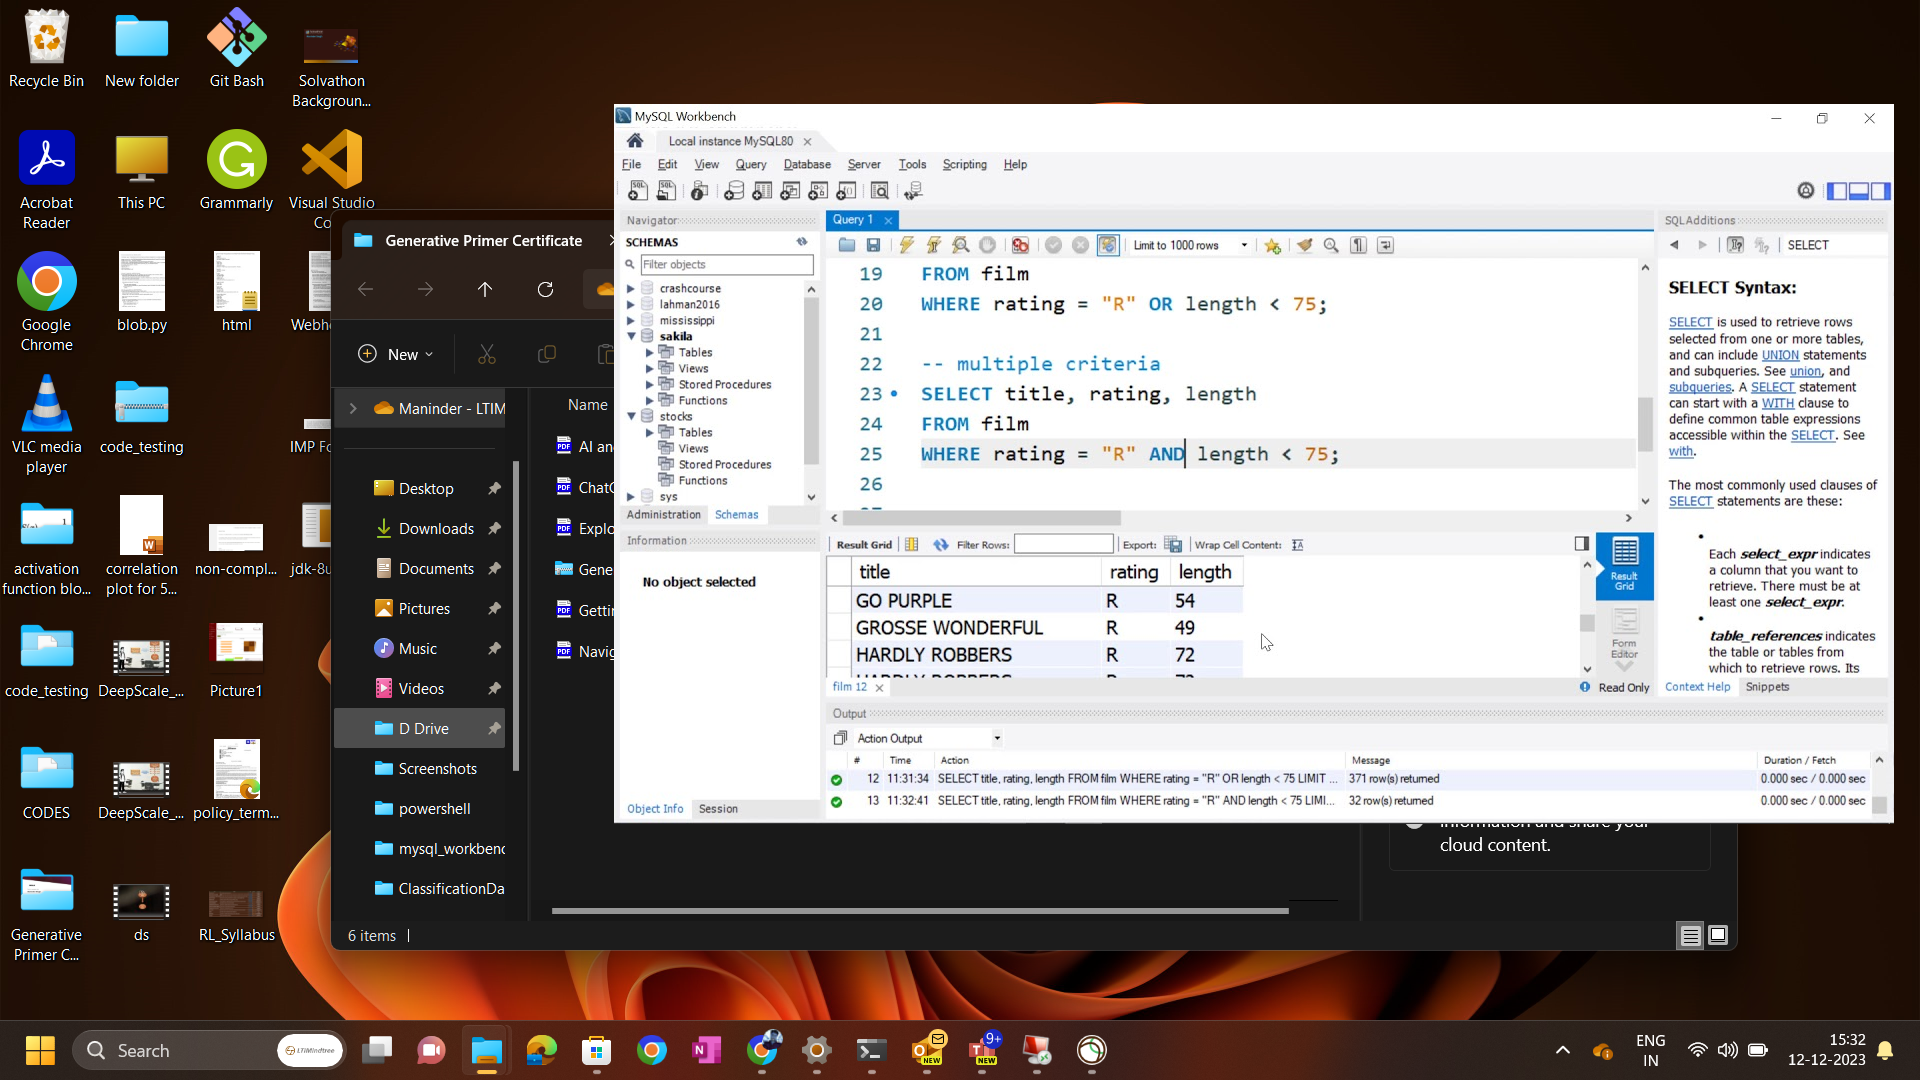 Recycle Bin
New folder
Git Bash
Solvathon
Backgroun...
Acrobat
Reader
This PC
Grammarly
Visual Studio
Co
Google
Chrome
blob.py
html
Webh
VLC media
player
code_testing
IMP Fo
activation
function blo...
correlation
plot for 5...
non-compl...
jdk-8u
code_testing
DeepScale_...
Picture1
CODES
DeepScale_...
policy_term...
Generative
Primer C...
ds
RL_Syllabus
Generative Primer Certificate
New
Maninder - LTIM
Desktop
Downloads
Documents
Pictures
Music
Videos
D Drive
Screenshots
powershell
mysql_workbenc
ClassificationDa
Name
AI an
ChatG
Explo
Gene
Getti
Navig
6 items
information and share your
cloud content.
MySQL Workbench
Local instance MySQL80
File Edit View Query Database Server Tools Scripting Help
Navigator
SCHEMAS
Filter objects
crashcourse
lahman2016
mississippi
sakila
Tables
Views
Stored Procedures
Functions
stocks
Tables
Views
Stored Procedures
Functions
sys
Administration Schemas
Information
No object selected
Object Info Session
Query 1
Limit to 1000 rows
19 FROM film
20 WHERE rating = "R" OR length < 75;
21
22 -- multiple criteria
23 SELECT title, rating, length
24 FROM film
25 WHERE rating = "R" AND length < 75;
26
Result Grid Filter Rows: Export: Wrap Cell Content:
title rating length
GO PURPLE R 54
GROSSE WONDERFUL R 49
HARDLY ROBBERS R 72
Result
Grid
Form
Editor
film 12
Read Only
Output
Action Output
# Time Action Message Duration / Fetch
12 11:31:34 SELECT title, rating, length FROM film WHERE rating = "R" OR length < 75 LIMIT ... 371 row(s) returned 0.000 sec / 0.000 sec
13 11:32:41 SELECT title, rating, length FROM film WHERE rating = "R" AND length < 75 LIMI... 32 row(s) returned 0.000 sec / 0.000 sec
SQLAdditions
SELECT
SELECT Syntax:
SELECT is used to retrieve rows
selected from one or more tables,
and can include UNION statements
and subqueries. See union, and
subqueries. A SELECT statement
can start with a WITH clause to
define common table expressions
accessible within the SELECT. See
with.
The most commonly used clauses of
SELECT statements are these:
Each select_expr indicates
a column that you want to
retrieve. There must be at
least one select_expr.
table_references indicates
the table or tables from
which to retrieve rows. Its
Context Help Snippets
Search
LTIMindtree
NEW
9+
NEW
ENG
IN
15:32
12-12-2023